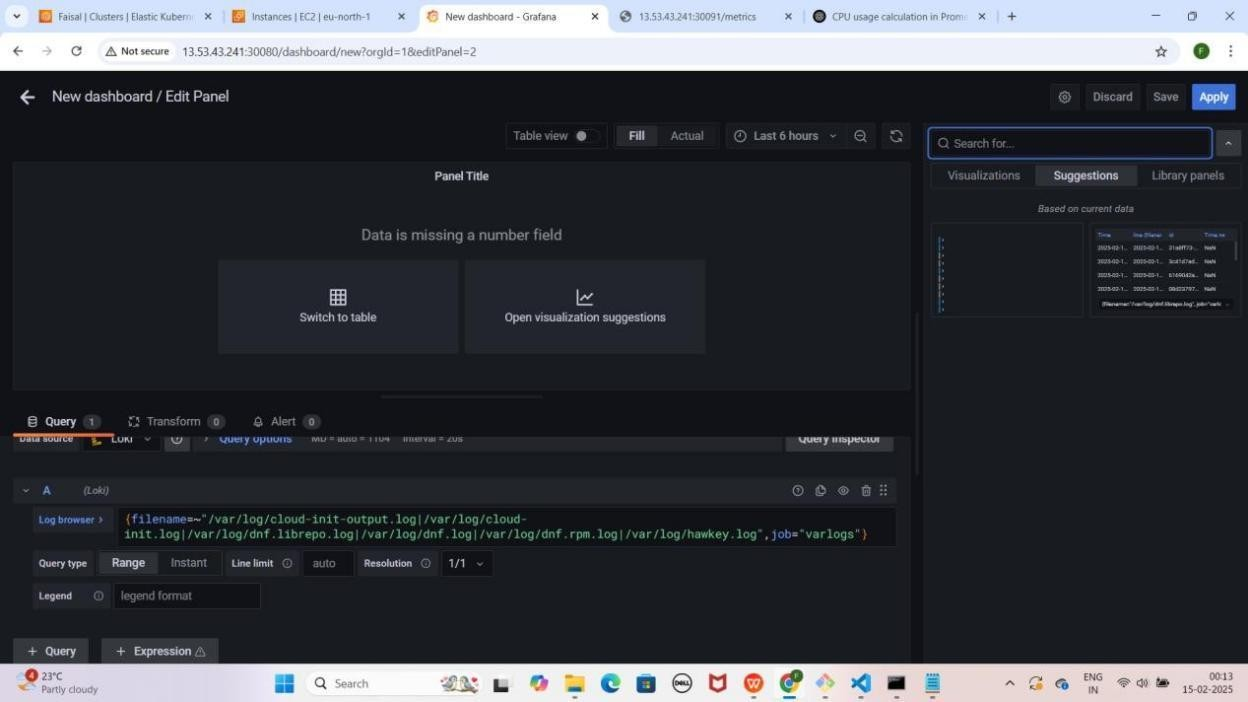 Faisal | Clusters | Elastic Kubern
Instances | EC2 | eu-north-1
New dashboard - Grafana
13.53.43.241:30091/metrics
CPU usage calculation in Prome
Not secure
13.53.43.241:30080/dashboard/new?orgId=1&editPanel=2
F
New dashboard / Edit Panel
Discard
Save
Apply
Table view
Fill
Actual
Last 6 hours
Search for...
Visualizations
Suggestions
Library panels
Panel Title
Based on current data
Data is missing a number field
Switch to table
Open visualization suggestions
Time
Query 1
Transform 0
Alert 0
Data source
Loki
Query options
MD = auto = 1104
Interval = 20s
Query inspector
A
(Loki)
Log browser >
{filename=~"/var/log/cloud-init-output.log|/var/log/cloud-
init.log|/var/log/dnf.librepo.log|/var/log/dnf.log|/var/log/dnf.rpm.log|/var/log/hawkey.log",job="varlogs"}
Query type
Range
Instant
Line limit
auto
Resolution
1/1
Legend
legend format
+ Query
+ Expression
4
23°C
Partly cloudy
Search
DELL
ENG
IN
00:13
15-02-2025